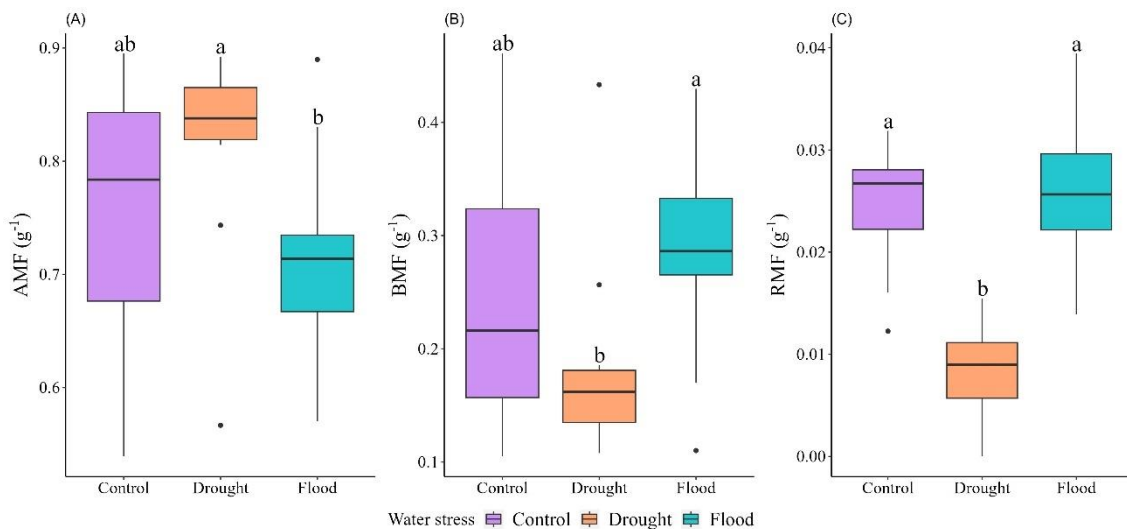 (A)
AMF (g⁻¹)
0.9
0.8
0.7
0.6
ab
a
b
Control Drought Flood
(B)
BMF (g⁻¹)
0.4
0.3
0.2
0.1
ab
b
a
Control Drought Flood
(C)
RMF (g⁻¹)
0.04
0.03
0.02
0.01
0.00
a
b
a
Control Drought Flood
Water stress Control Drought Flood